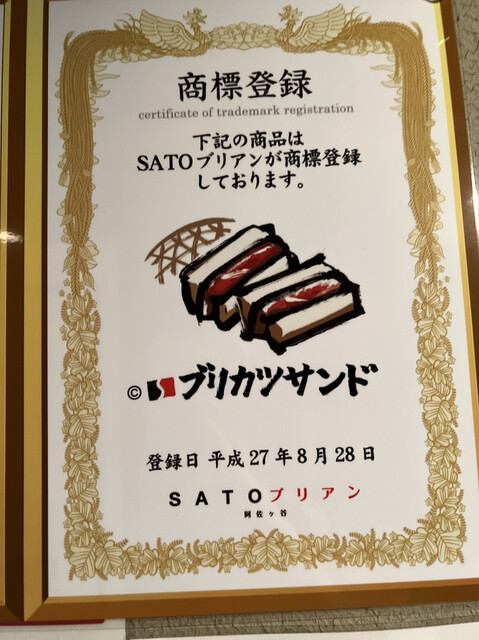 商標登録
certificate of trademark registration
下記の商品は
SATOブリアンが商標登録
しております。
© ブリカツサンド
登録日 平成27年8月28日
SATOブリアン
阿佐ヶ谷